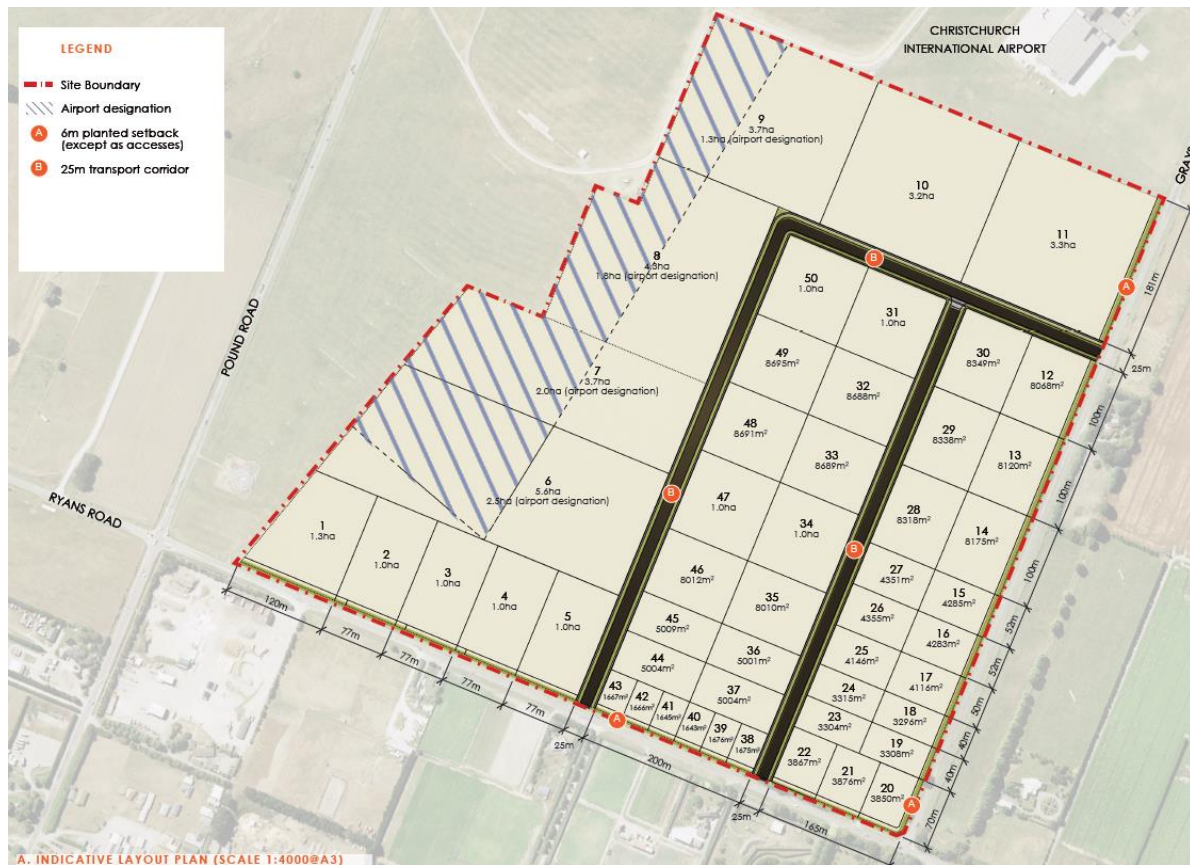 LEGEND
Site Boundary
Airport designation
A
6m planted setback
(except as accesses)
B
25m transport corridor
CHRISTCHURCH
INTERNATIONAL AIRPORT
POUND ROAD
RYANS ROAD
9
3.7ha
1.3ha (airport designation)
10
3.2ha
11
3.3ha
8
4.3ha
1.8ha (airport designation)
7
3.7ha
2.0ha (airport designation)
6
5.6ha
2.5ha (airport designation)
1
1.3ha
2
1.0ha
3
1.0ha
4
1.0ha
5
1.0ha
50
1.0ha
31
1.0ha
30
8349m²
12
8068m²
49
8695m²
32
8688m²
29
8338m²
13
8120m²
48
8691m²
33
8689m²
28
8318m²
14
8175m²
47
1.0ha
34
1.0ha
27
4351m²
15
4285m²
46
8012m²
35
8010m²
26
4355m²
16
4283m²
45
5009m²
36
5001m²
25
4146m²
17
4116m²
44
5004m²
37
5004m²
24
3315m²
18
3296m²
23
3304m²
19
3308m²
43
1667m²
42
1666m²
41
1645m²
40
1643m²
39
1676m²
38
1675m²
22
3867m²
21
3876m²
20
3850m²
B
B
B
A
A
A
181m
25m
100m
100m
100m
52m
52m
50m
40m
40m
70m
120m
77m
77m
77m
77m
25m
200m
25m
165m
A. INDICATIVE LAYOUT PLAN (SCALE 1:4000@A3)